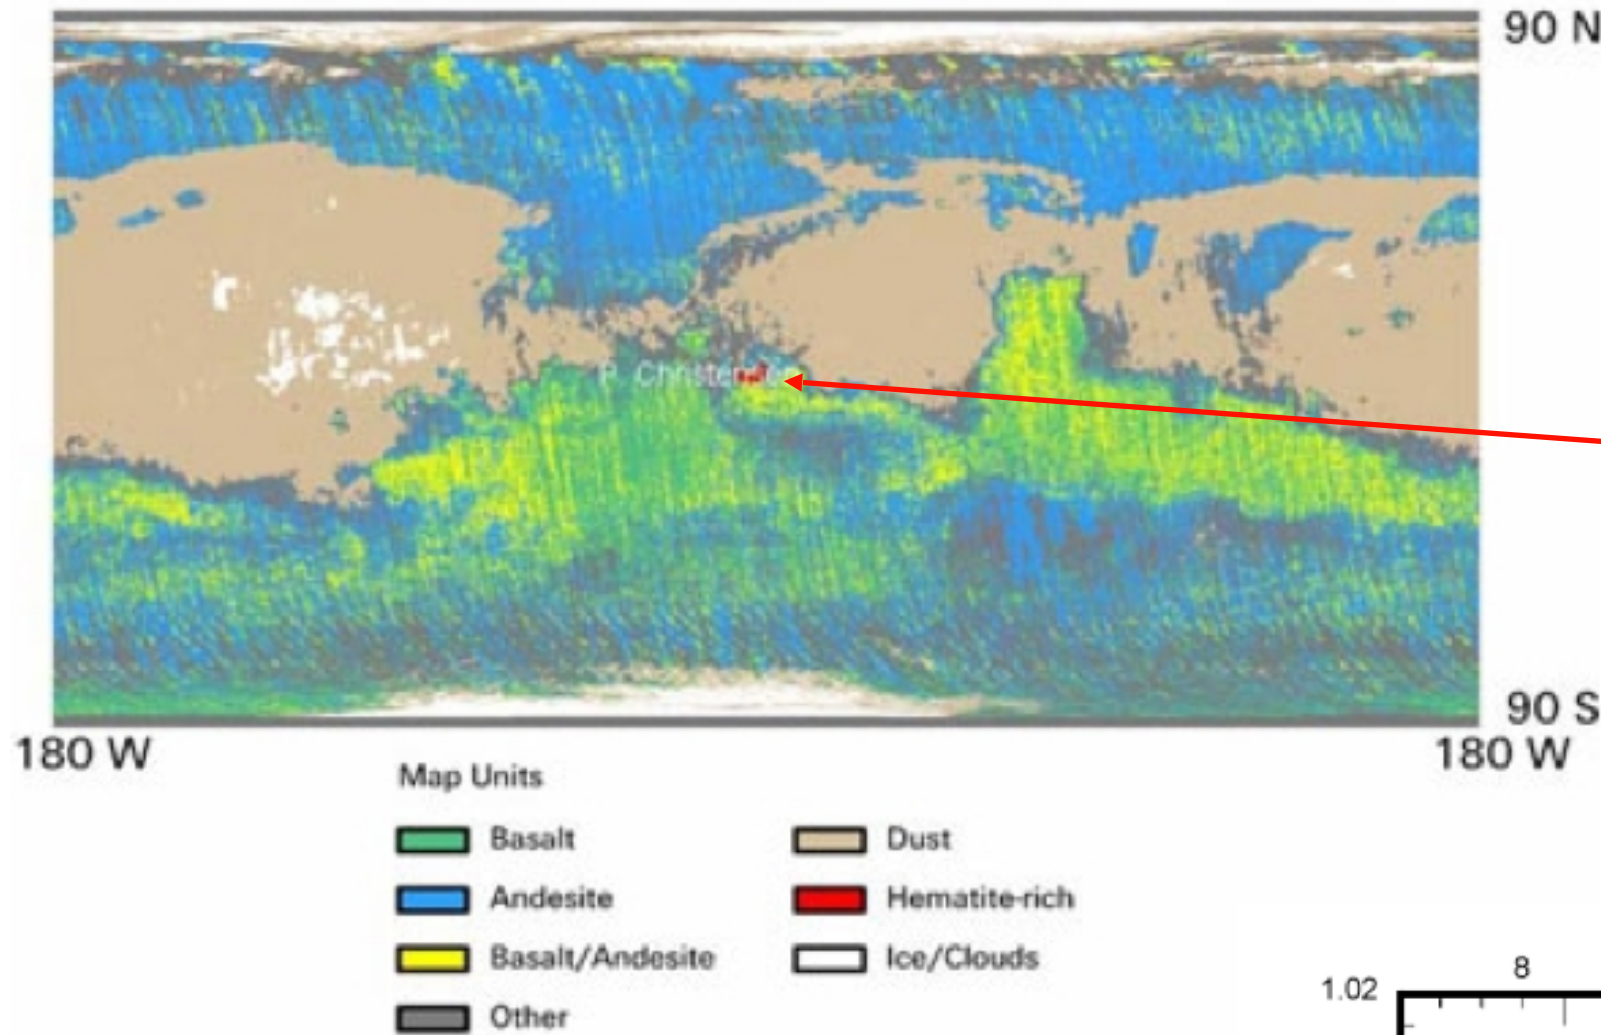 90 N
P. Christensen
90 S
180 W
180 W
Map Units
Basalt
Dust
Andesite
Hematite-rich
Basalt/Andesite
Ice/Clouds
Other
8
1.02